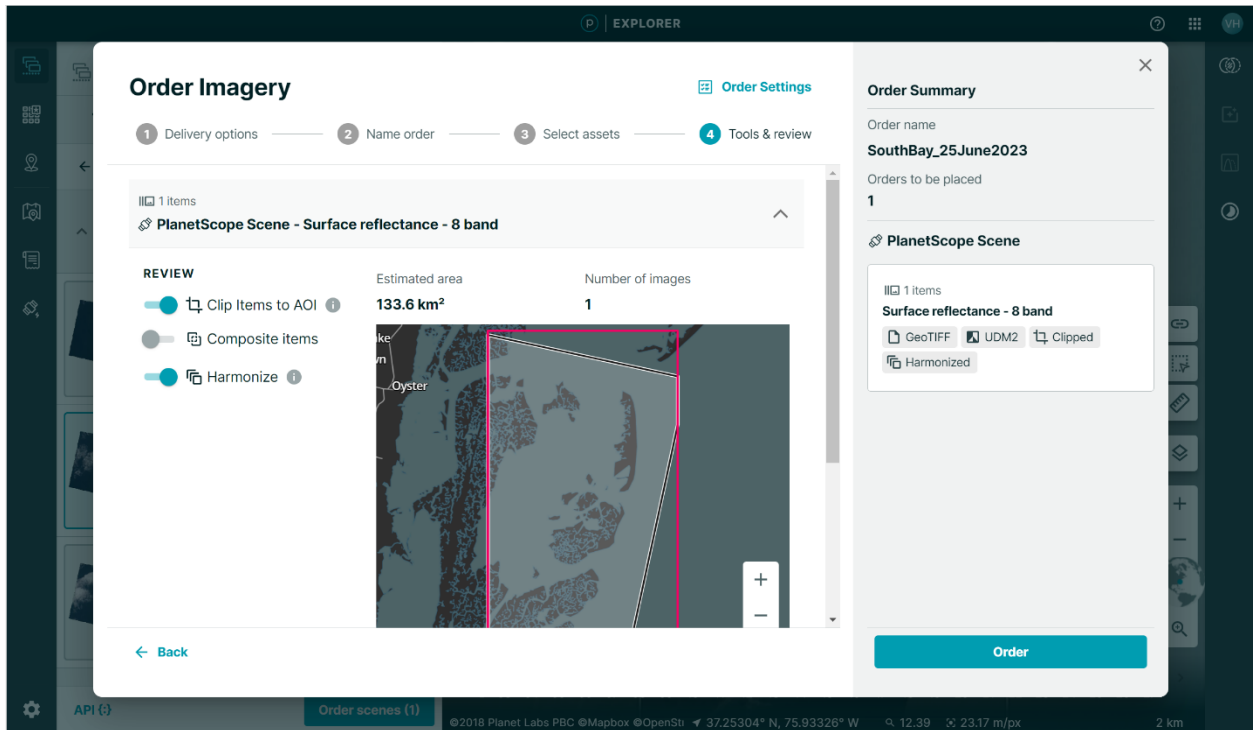 P | EXPLORER
VH
Order Imagery
Order Settings
1 Delivery options
2 Name order
3 Select assets
4 Tools & review
1 items
PlanetScope Scene - Surface reflectance - 8 band
REVIEW
Clip Items to AOI
Composite items
Harmonize
Estimated area
133.6 km²
Number of images
1
ke
vn
Oyster
+
−
Back
Order Summary
Order name
SouthBay_25June2023
Orders to be placed
1
PlanetScope Scene
1 items
Surface reflectance - 8 band
GeoTIFF
UDM2
Clipped
Harmonized
Order
API {:}
Order scenes (1)
©2018 Planet Labs PBC ©Mapbox ©OpenSt
37.25304° N, 75.93326° W
12.39
23.17 m/px
2 km